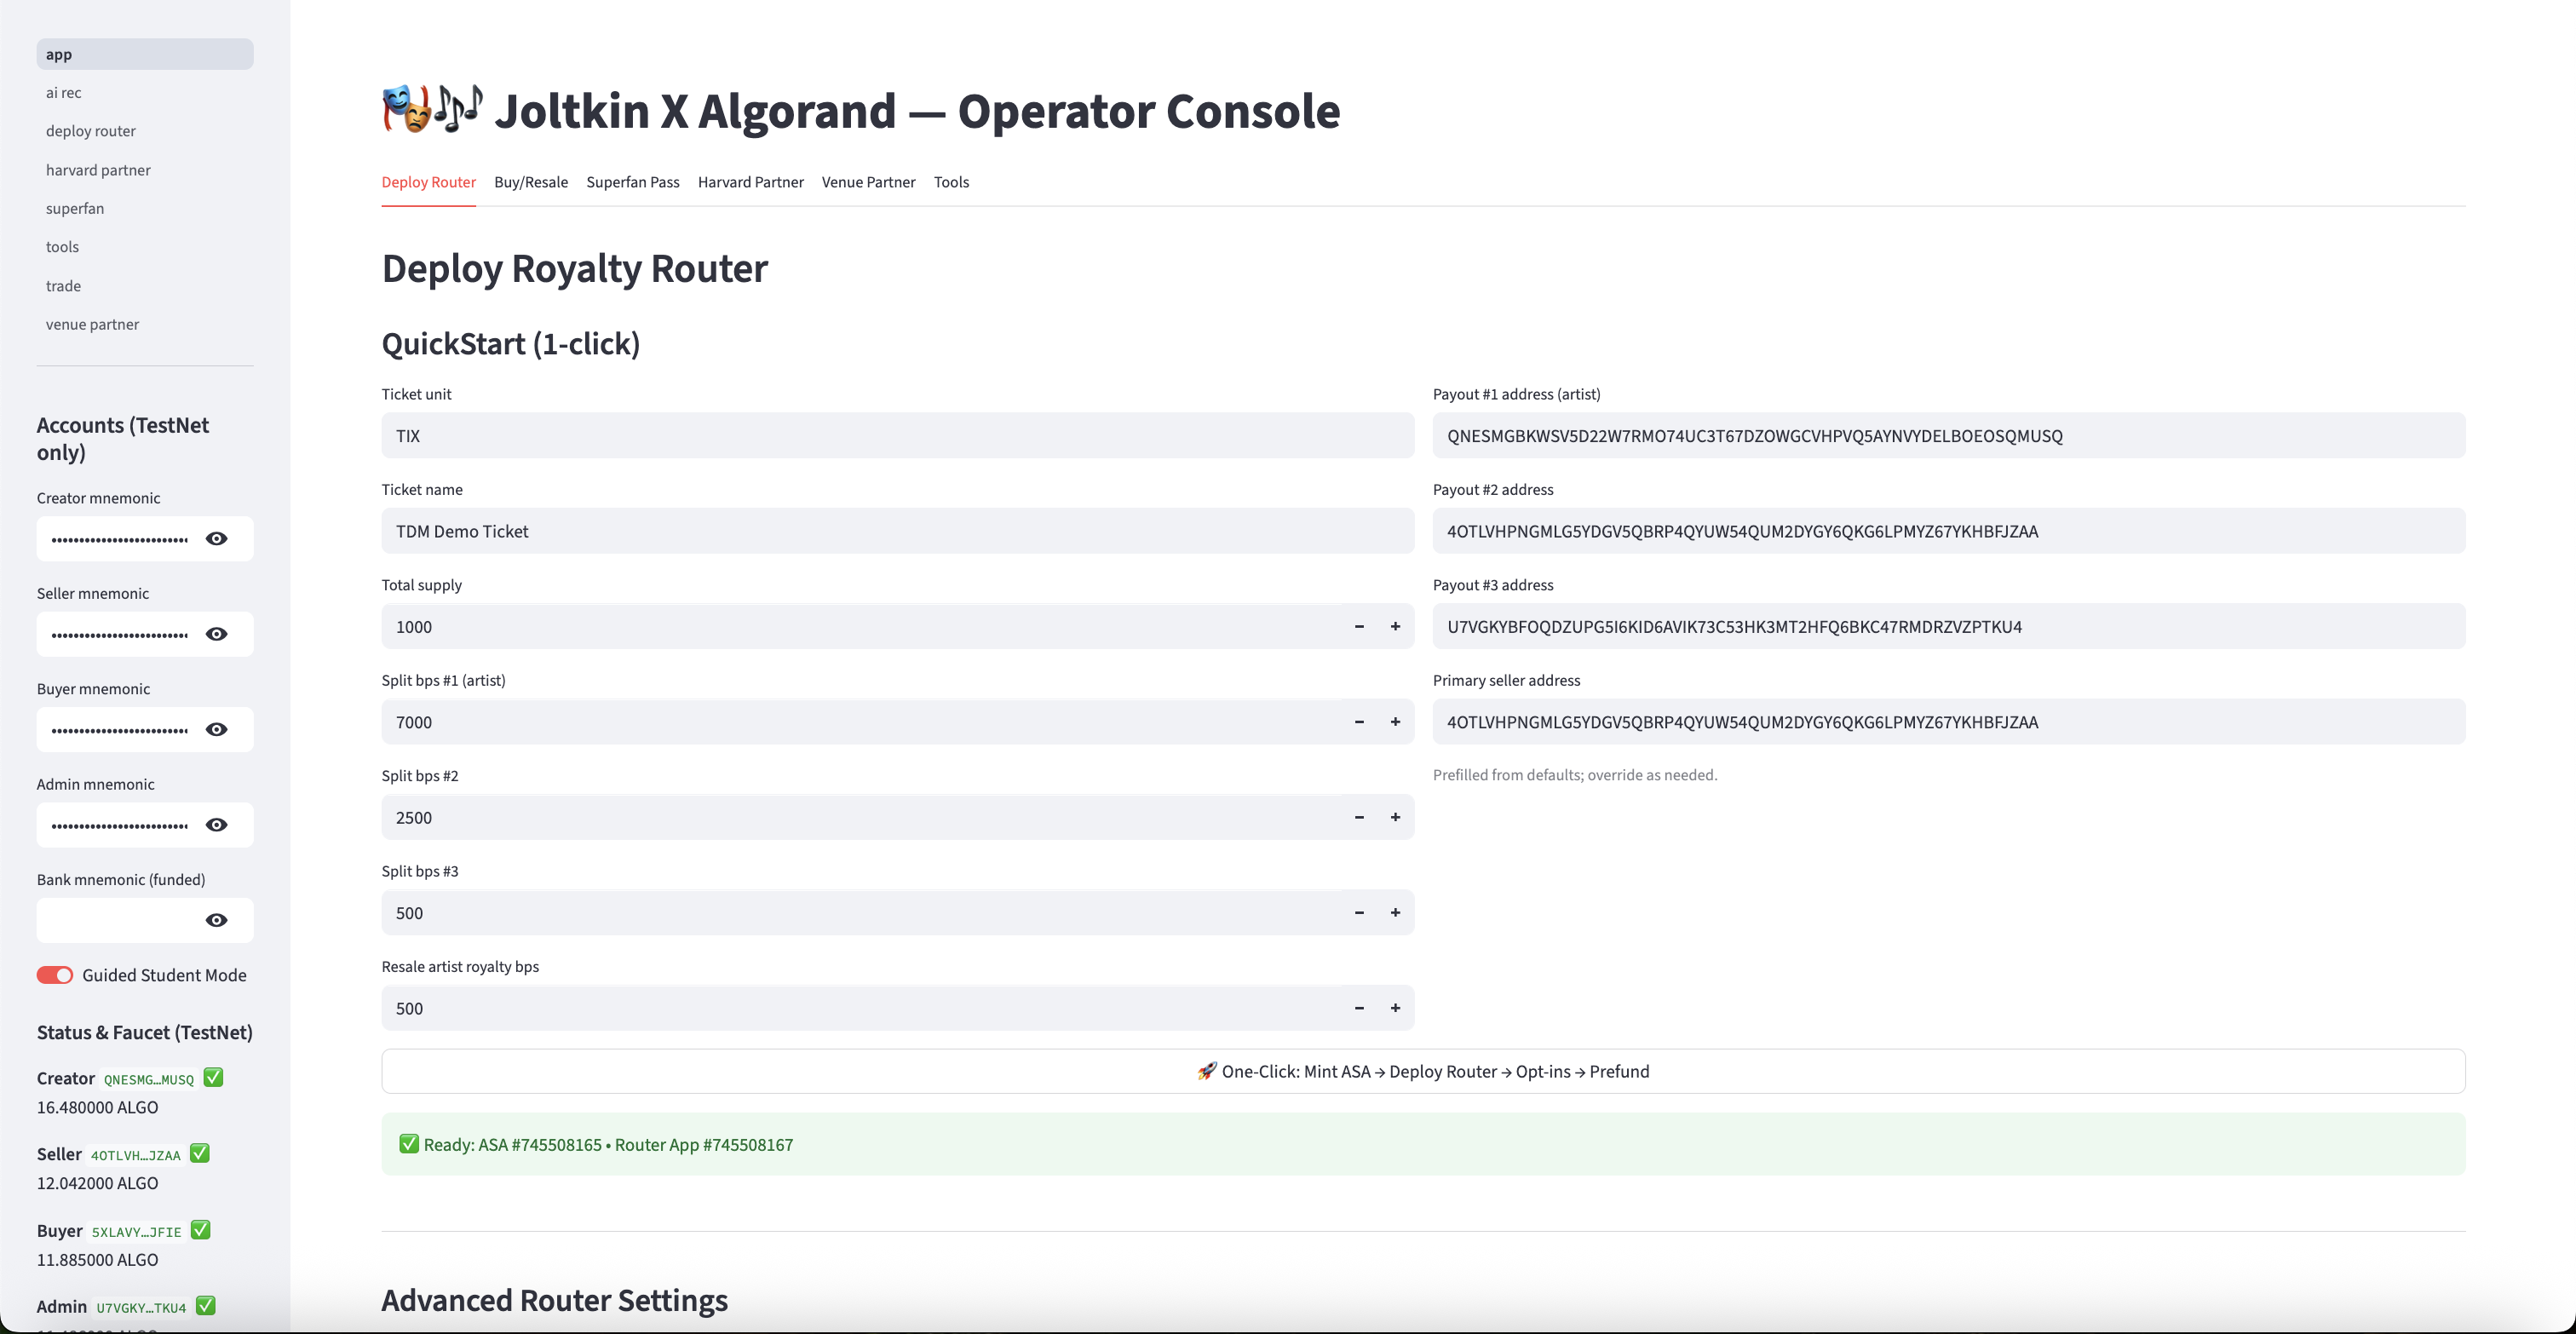 app
ai rec
deploy router
harvard partner
superfan
tools
trade
venue partner
Accounts (TestNet
only)
Creator mnemonic
Seller mnemonic
Buyer mnemonic
Admin mnemonic
Bank mnemonic (funded)
Guided Student Mode
Status & Faucet (TestNet)
Creator QNESMG…MUSQ ✅
16.480000 ALGO
Seller 4OTLVH…JZAA ✅
12.042000 ALGO
Buyer 5XLAVY…JFIE ✅
11.885000 ALGO
Admin U7VGKY…TKU4 ✅
🎭🎶 Joltkin X Algorand — Operator Console
Deploy Router Buy/Resale Superfan Pass Harvard Partner Venue Partner Tools
Deploy Royalty Router
QuickStart (1-click)
Ticket unit
TIX
Ticket name
TDM Demo Ticket
Total supply
1000
Split bps #1 (artist)
7000
Split bps #2
2500
Split bps #3
500
Resale artist royalty bps
500
Payout #1 address (artist)
QNESMGBKWSV5D22W7RMO74UC3T67DZOWGCVHPVQ5AYNVYDELBOEOSQMUSQ
Payout #2 address
4OTLVHPNGMLG5YDGV5QBRP4QYUW54QUM2DYGY6QKG6LPMYZ67YKHBFJZAA
Payout #3 address
U7VGKYBFOQDZUPG5I6KID6AVIK73C53HK3MT2HFQ6BKC47RMDRZVZPTKU4
Primary seller address
4OTLVHPNGMLG5YDGV5QBRP4QYUW54QUM2DYGY6QKG6LPMYZ67YKHBFJZAA
Prefilled from defaults; override as needed.
🚀 One-Click: Mint ASA → Deploy Router → Opt-ins → Prefund
✅ Ready: ASA #745508165 • Router App #745508167
Advanced Router Settings